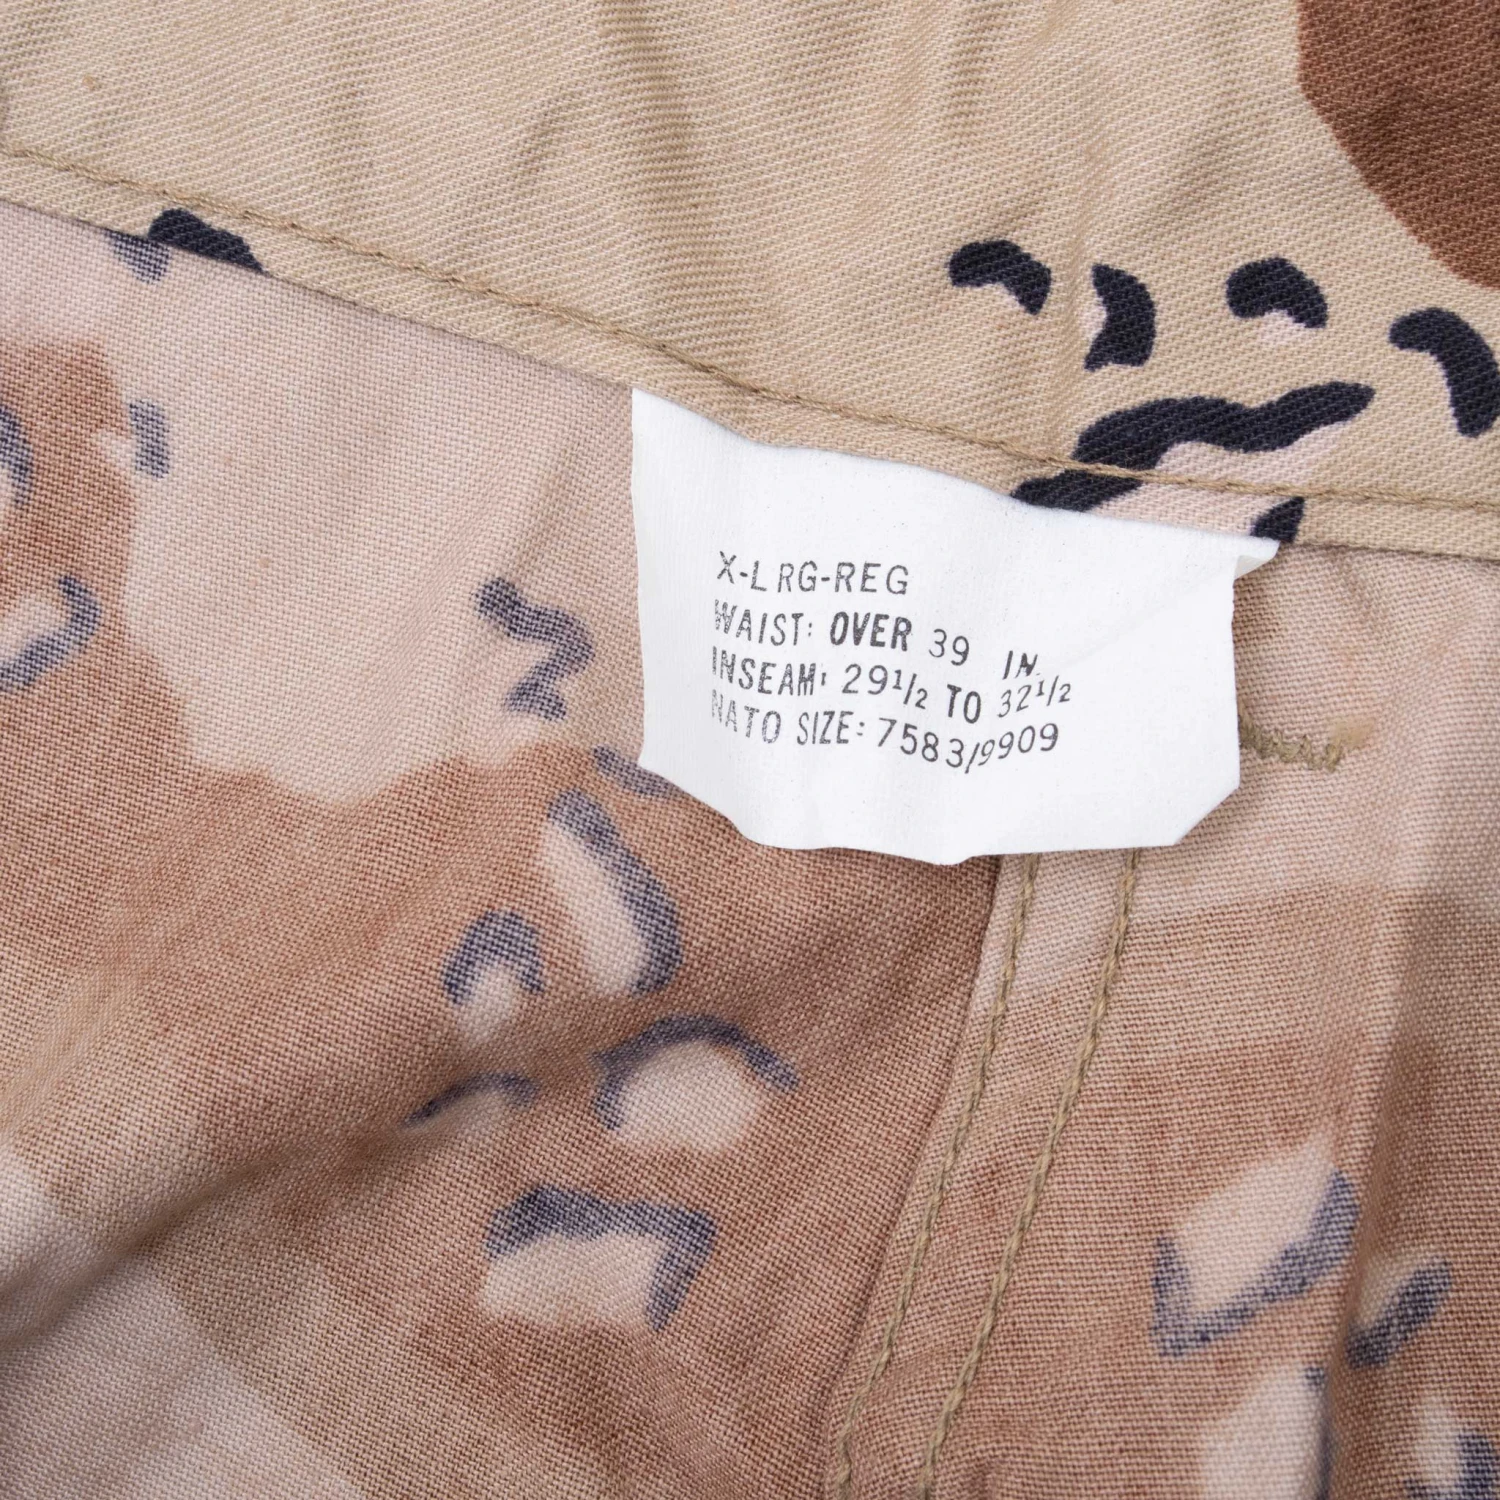 X-LRG-REG
WAIST: OVER 39 IN.
INSEAM: 29 1/2 TO 32 1/2
NATO SIZE: 7583/9909